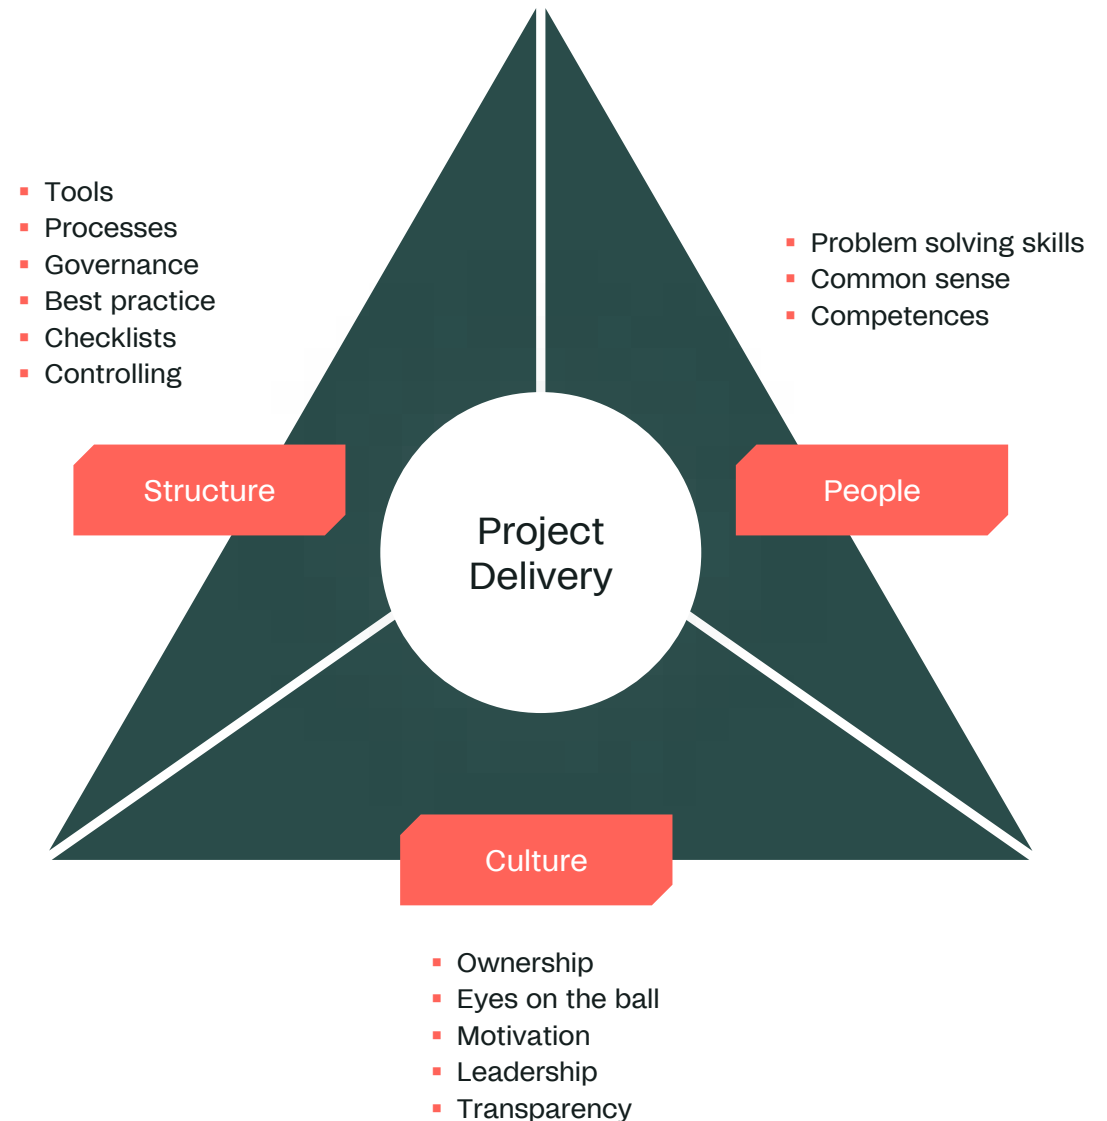 Tools
Processes
Governance
Best practice
Checklists
Controlling
Structure
Problem solving skills
Common sense
Competences
People
Project
Delivery
Culture
Ownership
Eyes on the ball
Motivation
Leadership
Transparency